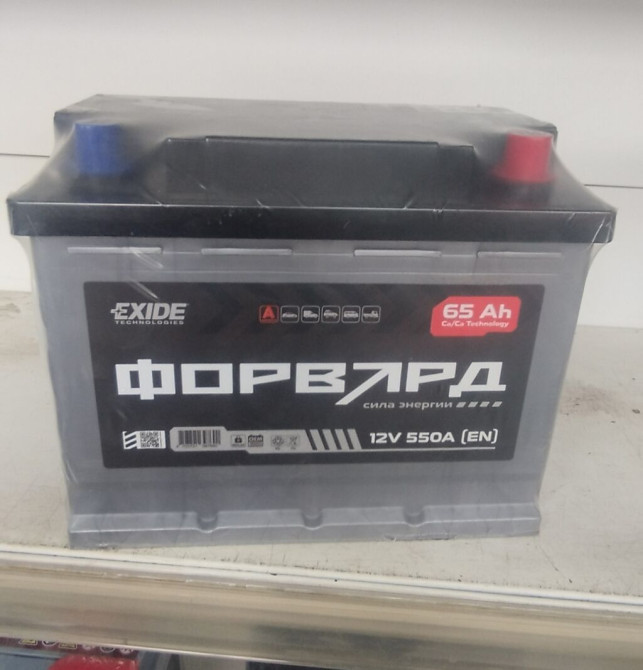 EXIDE
TECHNOLOGIES
A
65 Ah
Ca/Ca Technology
ФОРВАРД
сила энергии
12V 550A (EN)